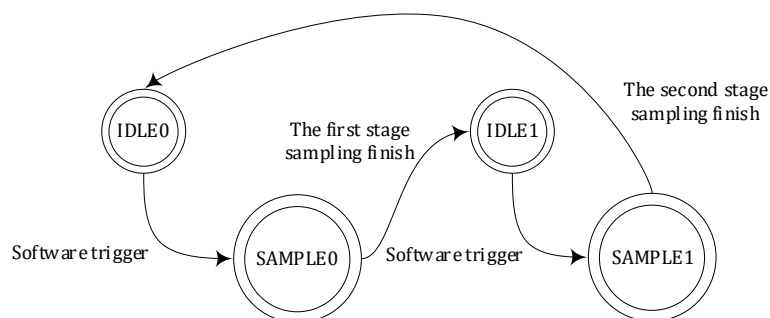 The second stage
sampling finish
IDLE0
The first stage
sampling finish
IDLE1
Software trigger
SAMPLE0
Software trigger
SAMPLE1